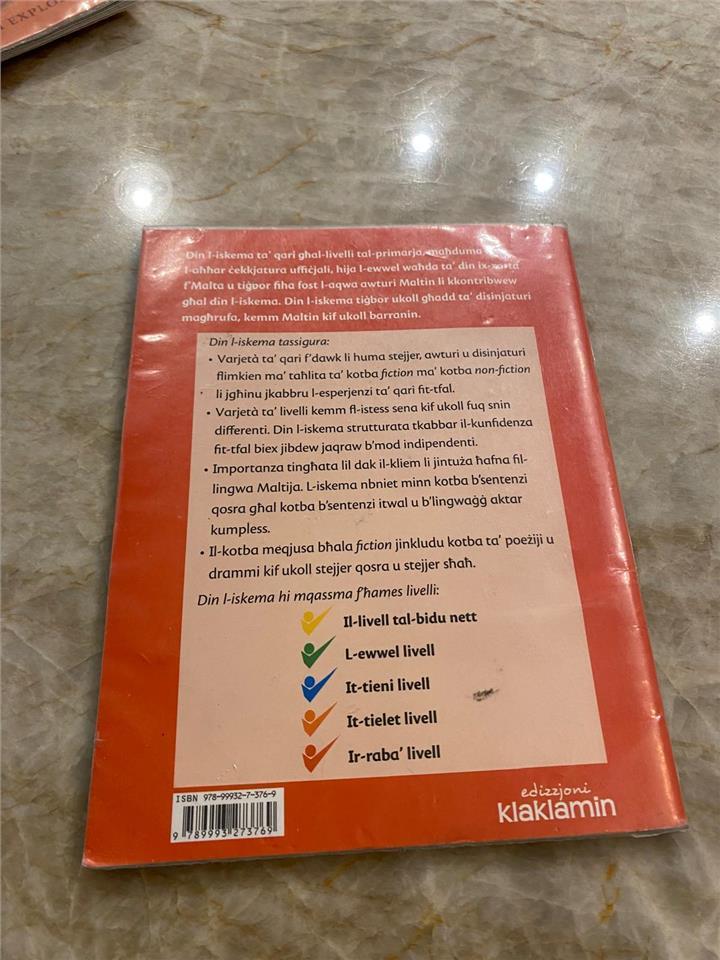 EXPLO
Din l-iskema ta' qari għal-livelli tal-primarja, maħduma
l-aħħar ċekkjatura uffiċjali, hija l-ewwel waħda ta' din ix-xorta
f'Malta u tiġbor fiha fost l-aqwa awturi Maltin li kkontribwew
għal din l-iskema. Din l-iskema tiġbor ukoll għadd ta' disinjaturi
magħrufa, kemm Maltin kif ukoll barranin.
Din l-iskema tassigura:
• Varjetà ta' qari f'dawk li huma stejjer, awturi u disinjaturi
flimkien ma' taħlita ta' kotba fiction ma' kotba non-fiction
li jgħinu jkabbru l-esperjenzi ta' qari fit-tfal.
• Varjetà ta' livelli kemm fl-istess sena kif ukoll fuq snin
differenti. Din l-iskema strutturata tkabbar il-kunfidenza
fit-tfal biex jibdew jaqraw b'mod indipendenti.
• Importanza tingħata lil dak il-kliem li jintuża ħafna fil-
lingwa Maltija. L-iskema nbniet minn kotba b'sentenzi
qosra għal kotba b'sentenzi itwal u b'lingwaġġ aktar
kumpless.
• Il-kotba meqjusa bħala fiction jinkludu kotba ta' poeżiji u
drammi kif ukoll stejjer qosra u stejjer sħaħ.
Din l-iskema hi mqassma f'ħames livelli:
Il-livell tal-bidu nett
L-ewwel livell
It-tieni livell
It-tielet livell
Ir-raba' livell
ISBN 978-99932-7-376-9
9 789993 273769
edizzjoni
klaklamin